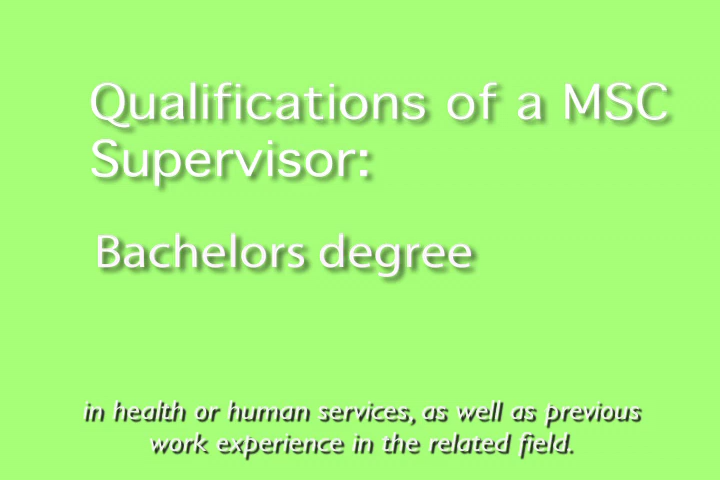 Qualifications of a MSC
Supervisor:
Bachelors degree
in health or human services, as well as previous
work experience in the related field.